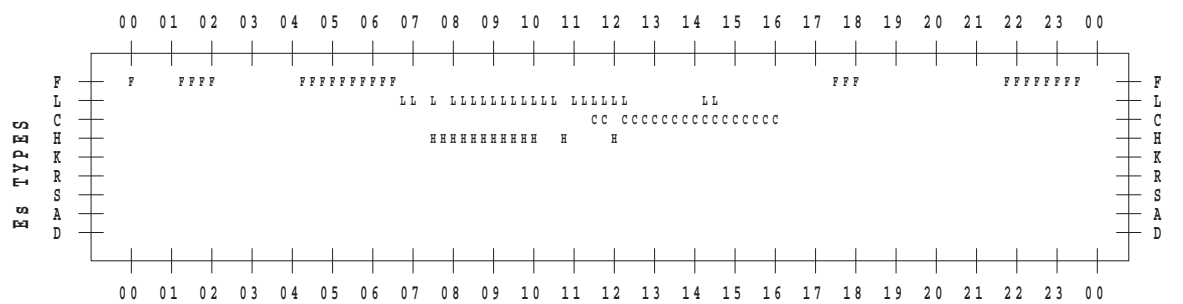 00 01 02 03 04 05 06 07 08 09 10 11 12 13 14 15 16 17 18 19 20 21 22 23 00
F F FFFF FFFFFFFFFF FFF FFFFFFFF F
L LL L LLLLLLLLLLL LLLLLL LL L
C CC CCCCCCCCCCCCCCCC C
H HHHHHHHHHHH H H H
K K
R R
S S
A A
D D
Es TYPES
00 01 02 03 04 05 06 07 08 09 10 11 12 13 14 15 16 17 18 19 20 21 22 23 00